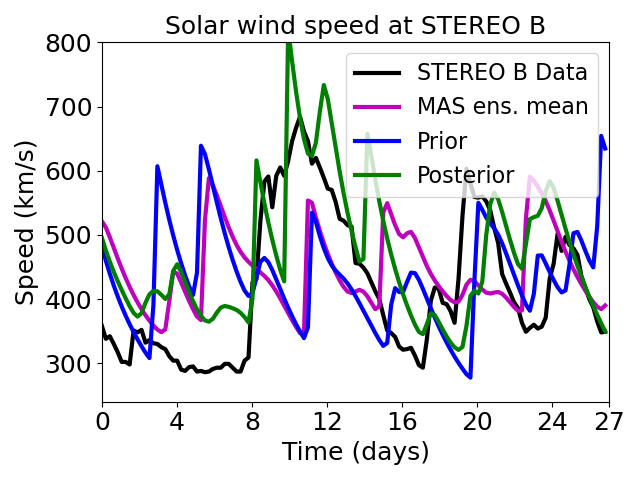 Solar wind speed at STEREO B
800
700
600
500
400
300
Speed (km/s)
STEREO B Data
MAS ens. mean
Prior
Posterior
0 4 8 12 16 20 24 27
Time (days)